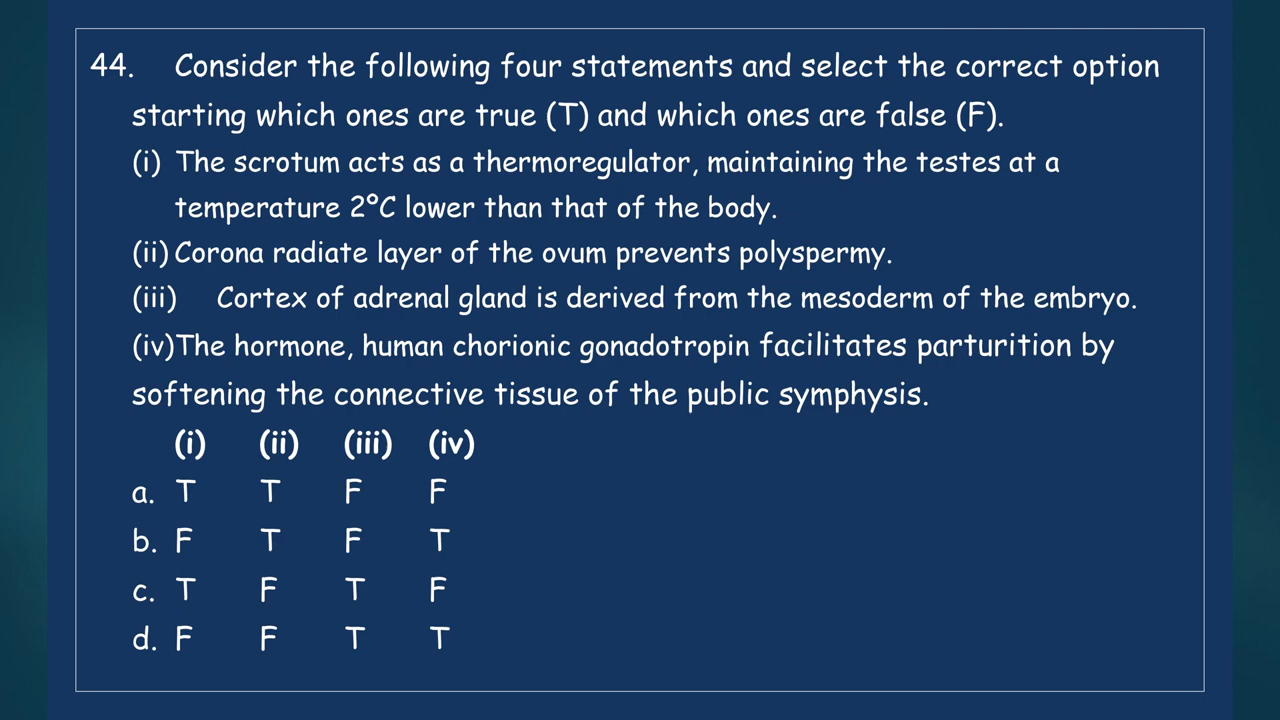 44. Consider the following four statements and select the correct option
starting which ones are true (T) and which ones are false (F).
(i) The scrotum acts as a thermoregulator, maintaining the testes at a
temperature 2°C lower than that of the body.
(ii) Corona radiate layer of the ovum prevents polyspermy.
(iii) Cortex of adrenal gland is derived from the mesoderm of the embryo.
(iv)The hormone, human chorionic gonadotropin facilitates parturition by
softening the connective tissue of the public symphysis.
(i) (ii) (iii) (iv)
a. T T F F
b. F T F T
c. T F T F
d. F F T T